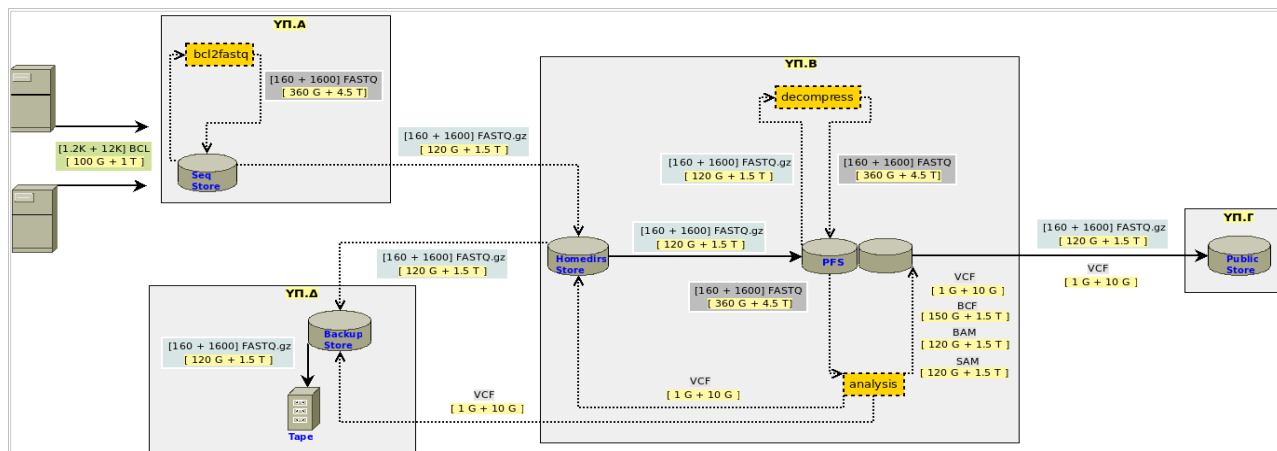 ΥΠ.Α
bcl2fastq
[160 + 1600] FASTQ
[ 360 G + 4.5 T]
[1.2K + 12K] BCL
[ 100 G + 1 T ]
Seq
Store
[160 + 1600] FASTQ.gz
[ 120 G + 1.5 T]
ΥΠ.Β
decompress
[160 + 1600] FASTQ.gz
[ 120 G + 1.5 T ]
[160 + 1600] FASTQ
[ 360 G + 4.5 T]
Homedirs
Store
[160 + 1600] FASTQ.gz
[ 120 G + 1.5 T]
PFS
[160 + 1600] FASTQ
[ 360 G + 4.5T]
[160 + 1600] FASTQ.gz
[ 120 G + 1.5 T ]
VCF
[ 1 G + 10 G ]
ΥΠ.Γ
Public
Store
VCF
[ 1 G + 10 G ]
BCF
[150 G + 1.5 T ]
BAM
[ 120 G + 1.5 T ]
SAM
[ 120 G + 1.5 T ]
analysis
VCF
[ 1 G + 10 G ]
[160 + 1600] FASTQ.gz
[ 120 G + 1.5 T]
ΥΠ.Δ
Backup
Store
[160 + 1600] FASTQ.gz
[ 120 G + 1.5 T ]
Tape
VCF
[ 1 G + 10 G ]